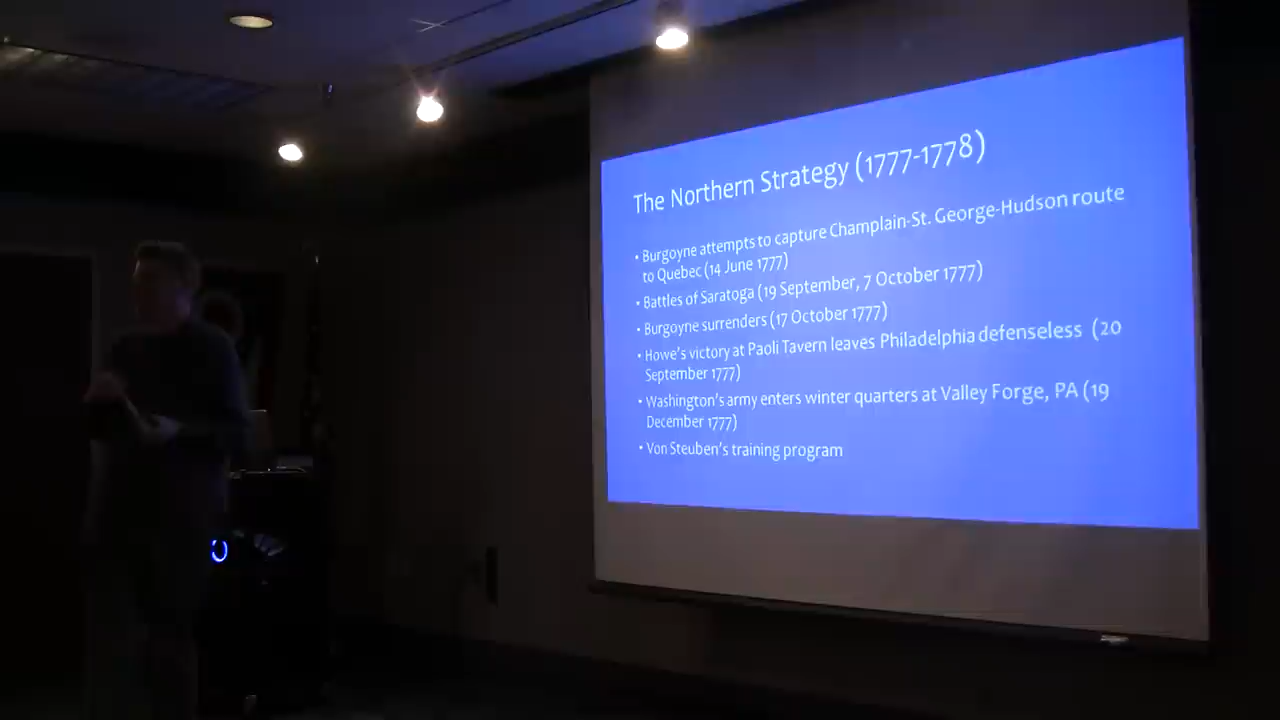 The Northern Strategy (1777-1778)
• Burgoyne attempts to capture Champlain-St. George-Hudson route
to Quebec (14 June 1777)
• Battles of Saratoga (19 September, 7 October 1777)
• Burgoyne surrenders (17 October 1777)
• Howe's victory at Paoli Tavern leaves Philadelphia defenseless (20
September 1777)
• Washington's army enters winter quarters at Valley Forge, PA (19
December 1777)
• Von Steuben's training program